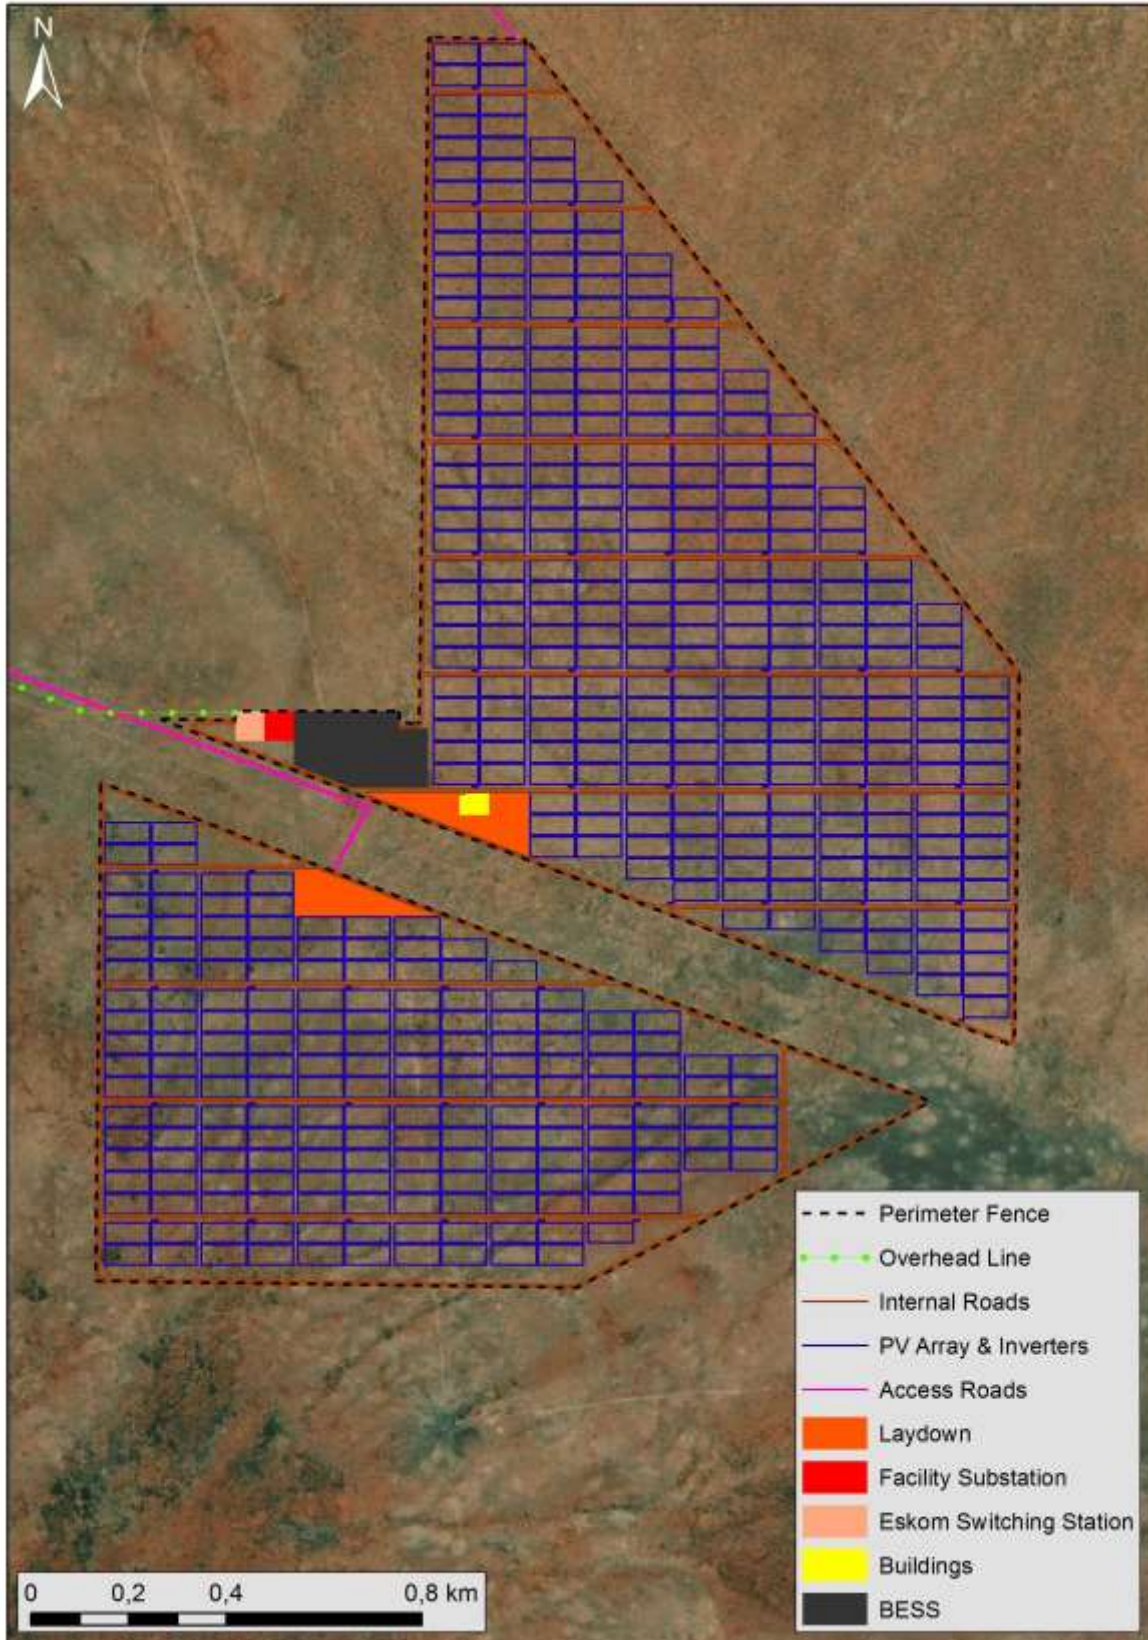 N
Perimeter Fence
Overhead Line
Internal Roads
PV Array & Inverters
Access Roads
Laydown
Facility Substation
Eskom Switching Station
Buildings
BESS
0 0,2 0,4 0,8 km